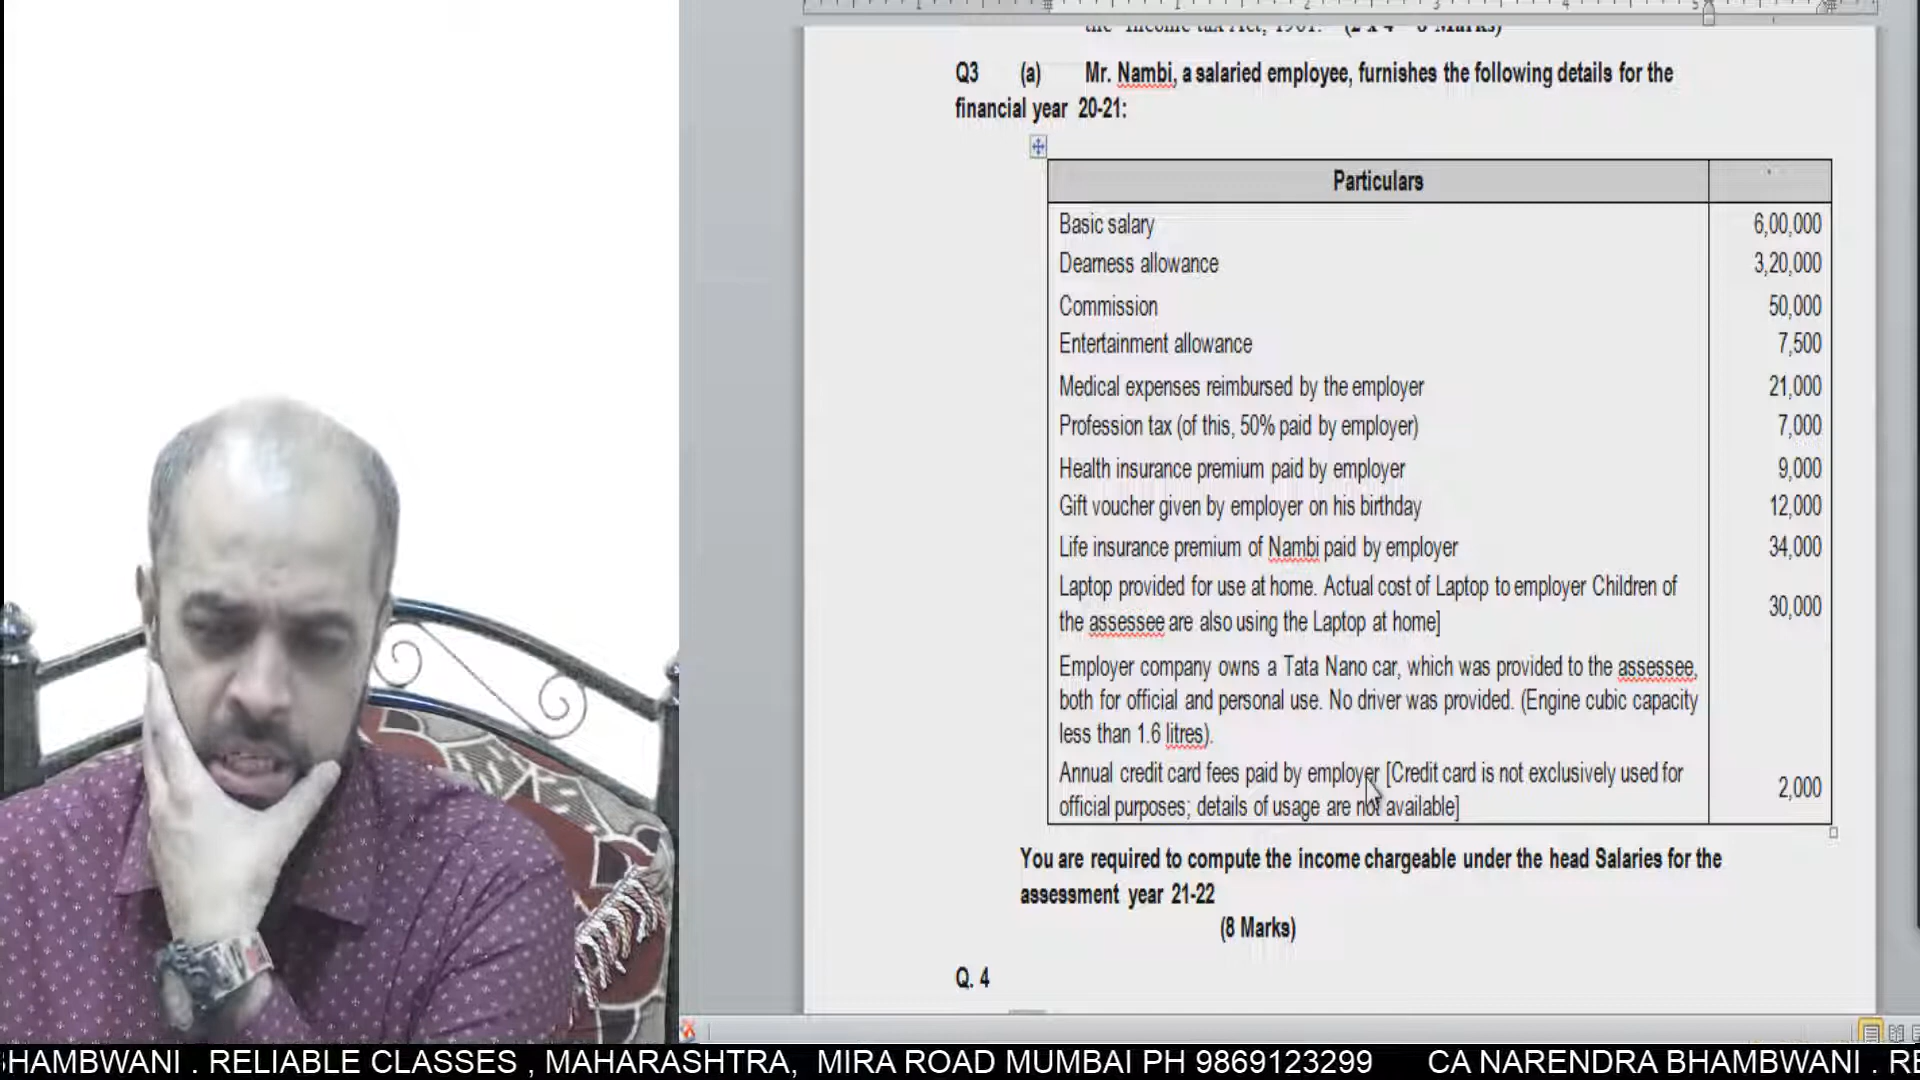 the Income tax Act, 1961. (2 x 4 = 8 Marks)
Q3 (a) Mr. Nambi, a salaried employee, furnishes the following details for the
financial year 20-21:
Particulars
Basic salary 6,00,000
Dearness allowance 3,20,000
Commission 50,000
Entertainment allowance 7,500
Medical expenses reimbursed by the employer 21,000
Profession tax (of this, 50% paid by employer) 7,000
Health insurance premium paid by employer 9,000
Gift voucher given by employer on his birthday 12,000
Life insurance premium of Nambi paid by employer 34,000
Laptop provided for use at home. Actual cost of Laptop to employer Children of
the assessee are also using the Laptop at home] 30,000
Employer company owns a Tata Nano car, which was provided to the assessee,
both for official and personal use. No driver was provided. (Engine cubic capacity
less than 1.6 litres).
Annual credit card fees paid by employer [Credit card is not exclusively used for
official purposes; details of usage are not available] 2,000
You are required to compute the income chargeable under the head Salaries for the
assessment year 21-22
(8 Marks)
Q. 4
BHAMBWANI . RELIABLE CLASSES , MAHARASHTRA, MIRA ROAD MUMBAI PH 9869123299 CA NARENDRA BHAMBWANI . RE